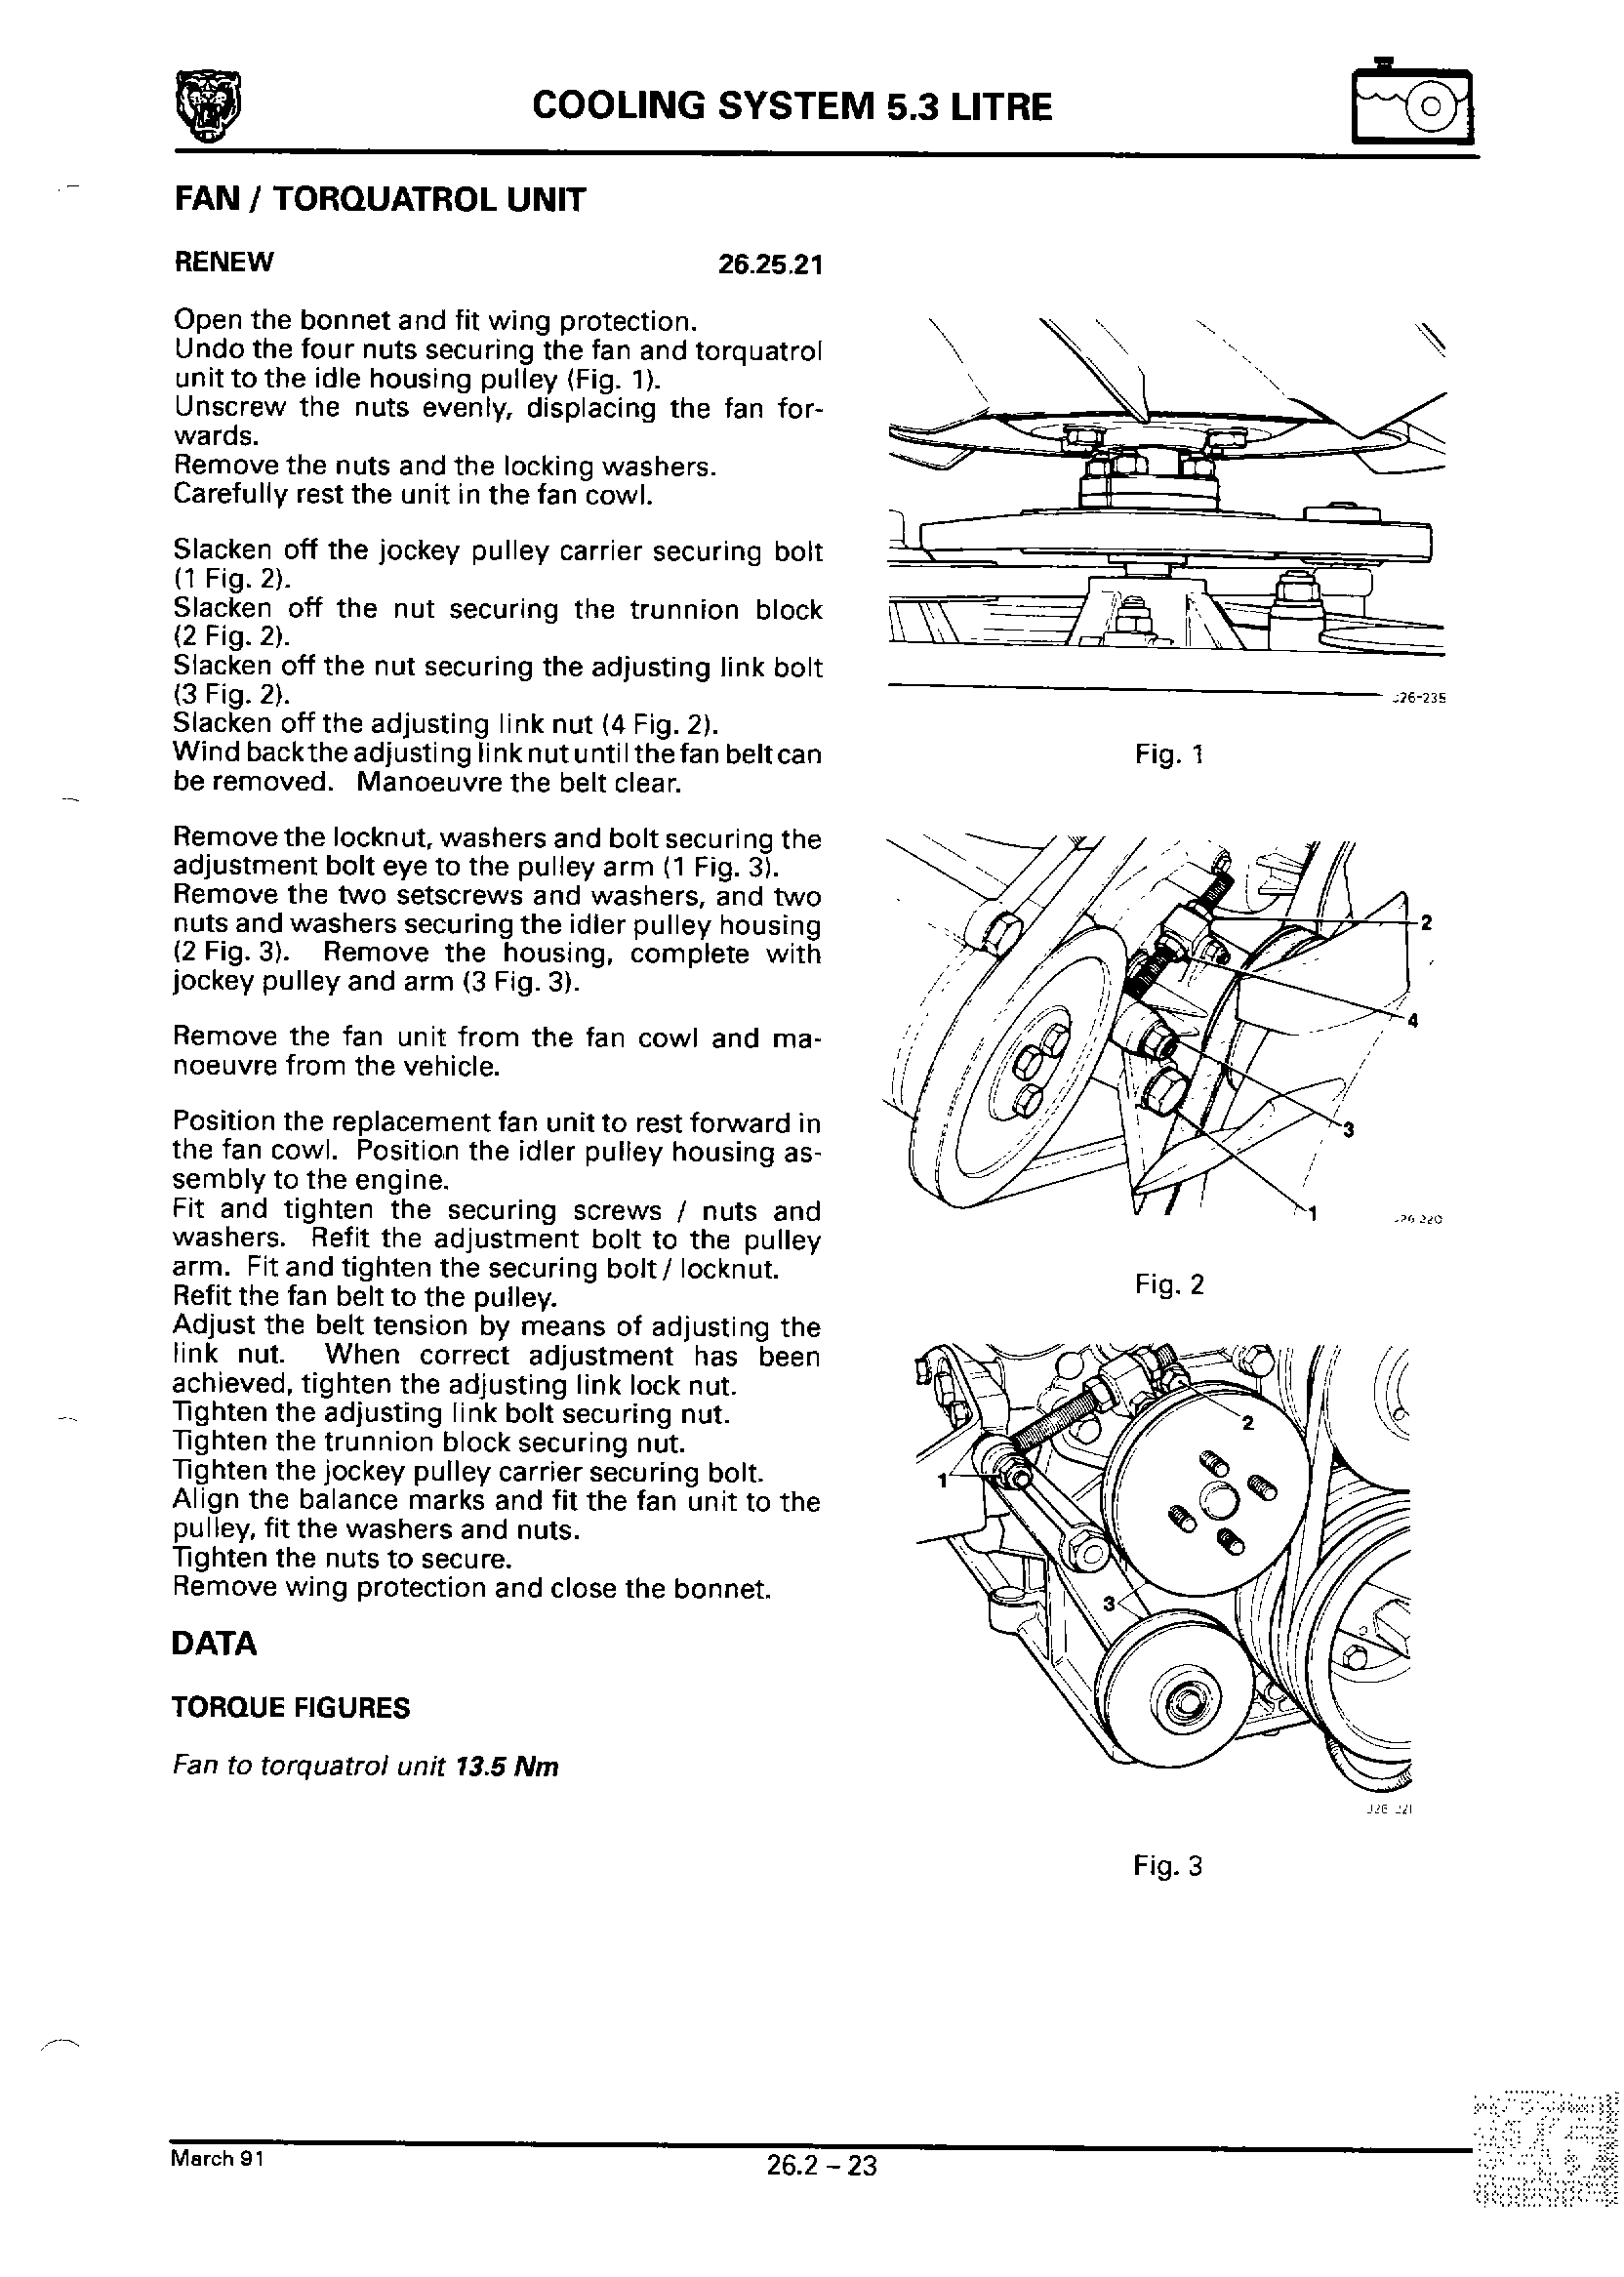 COOLING SYSTEM 5.3 LITRE
FAN / TORQUATROL UNIT
RENEW 26.25.21
Open the bonnet and fit wing protection.
Undo the four nuts securing the fan and torquatrol
unit to the idle housing pulley (Fig. 1).
Unscrew the nuts evenly, displacing the fan for-
wards.
Remove the nuts and the locking washers.
Carefully rest the unit in the fan cowl.
Slacken off the jockey pulley carrier securing bolt
(1 Fig. 2).
Slacken off the nut securing the trunnion block
(2 Fig. 2).
Slacken off the nut securing the adjusting link bolt
(3 Fig. 2).
Slacken off the adjusting link nut (4 Fig. 2).
Wind back the adjusting link nut until the fan belt can
be removed. Manoeuvre the belt clear.
Remove the locknut, washers and bolt securing the
adjustment bolt eye to the pulley arm (1 Fig. 3).
Remove the two setscrews and washers, and two
nuts and washers securing the idler pulley housing
(2 Fig. 3). Remove the housing, complete with
jockey pulley and arm (3 Fig. 3).
Remove the fan unit from the fan cowl and ma-
noeuvre from the vehicle.
Position the replacement fan unit to rest forward in
the fan cowl. Position the idler pulley housing as-
sembly to the engine.
Fit and tighten the securing screws / nuts and
washers. Refit the adjustment bolt to the pulley
arm. Fit and tighten the securing bolt / locknut.
Refit the fan belt to the pulley.
Adjust the belt tension by means of adjusting the
link nut. When correct adjustment has been
achieved, tighten the adjusting link lock nut.
Tighten the adjusting link bolt securing nut.
Tighten the trunnion block securing nut.
Tighten the jockey pulley carrier securing bolt.
Align the balance marks and fit the fan unit to the
pulley, fit the washers and nuts.
Tighten the nuts to secure.
Remove wing protection and close the bonnet.
DATA
TORQUE FIGURES
Fan to torquatrol unit 13.5 Nm
Fig. 1
2
4
3
1
Fig. 2
2
1
3
Fig. 3
March 91
26.2 – 23